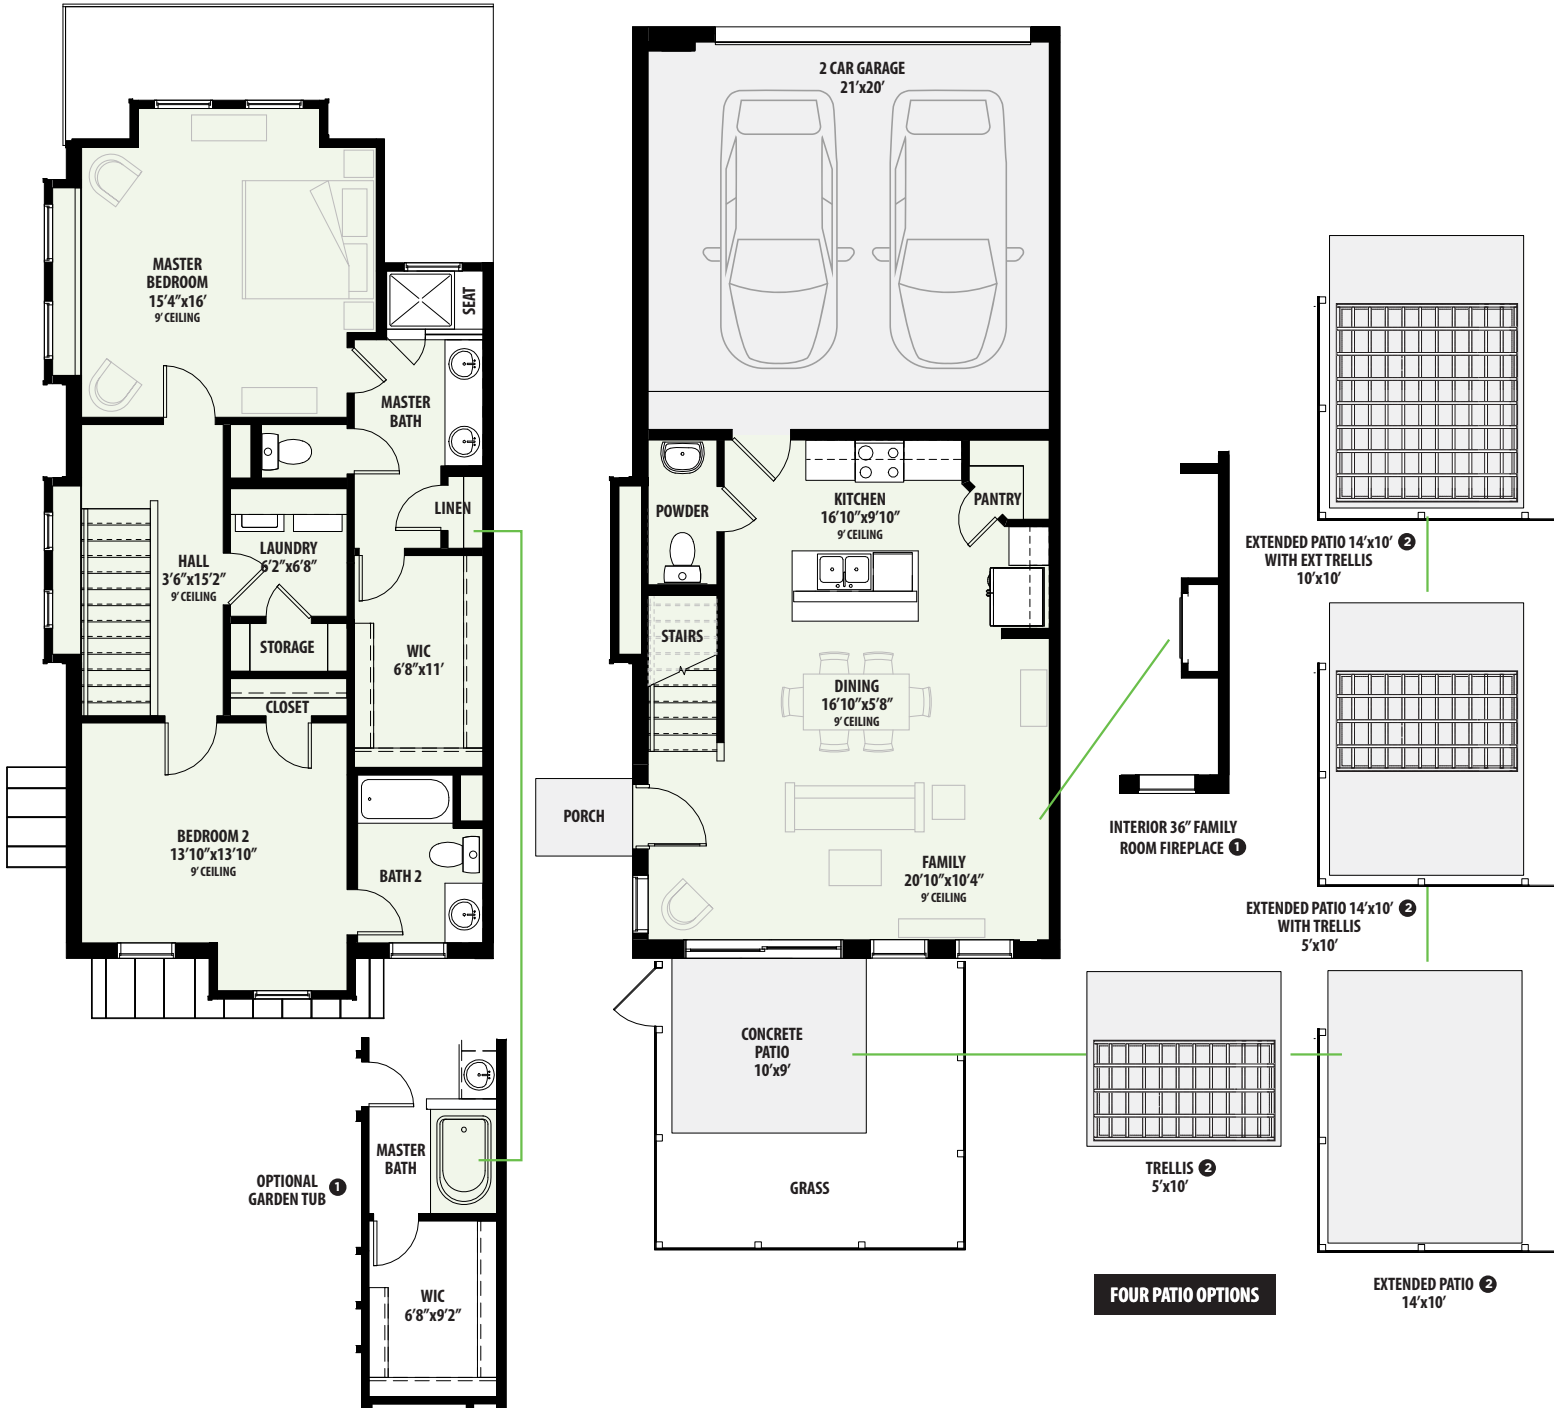 MASTER
BEDROOM
15'4"x16'
9' CEILING
SEAT
MASTER
BATH
LINEN
LAUNDRY
6'2"x6'8"
HALL
3'6"x15'2"
9' CEILING
STORAGE
WIC
6'8"x11'
CLOSET
BEDROOM 2
13'10"x13'10"
9' CEILING
BATH 2
OPTIONAL
GARDEN TUB 1
MASTER
BATH
WIC
6'8"x9'2"
2 CAR GARAGE
21'x20'
POWDER
KITCHEN
16'10"x9'10"
9' CEILING
PANTRY
STAIRS
DINING
16'10"x5'8"
9' CEILING
PORCH
FAMILY
20'10"x10'4"
9' CEILING
CONCRETE
PATIO
10'x9'
GRASS
INTERIOR 36" FAMILY
ROOM FIREPLACE 1
EXTENDED PATIO 14'x10' 2
WITH EXT TRELLIS
10'x10'
EXTENDED PATIO 14'x10' 2
WITH TRELLIS
5'x10'
TRELLIS 2
5'x10'
FOUR PATIO OPTIONS
EXTENDED PATIO 2
14'x10'